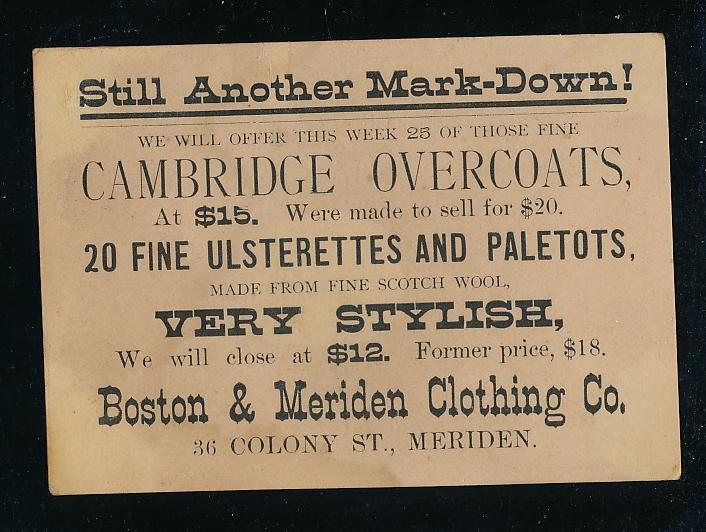 Still Another Mark-Down!
WE WILL OFFER THIS WEEK 25 OF THOSE FINE
CAMBRIDGE OVERCOATS,
At $15. Were made to sell for $20.
20 FINE ULSTERETTES AND PALETOTS,
MADE FROM FINE SCOTCH WOOL,
VERY STYLISH,
We will close at $12. Former price, $18.
Boston & Meriden Clothing Co.
36 COLONY ST., MERIDEN.